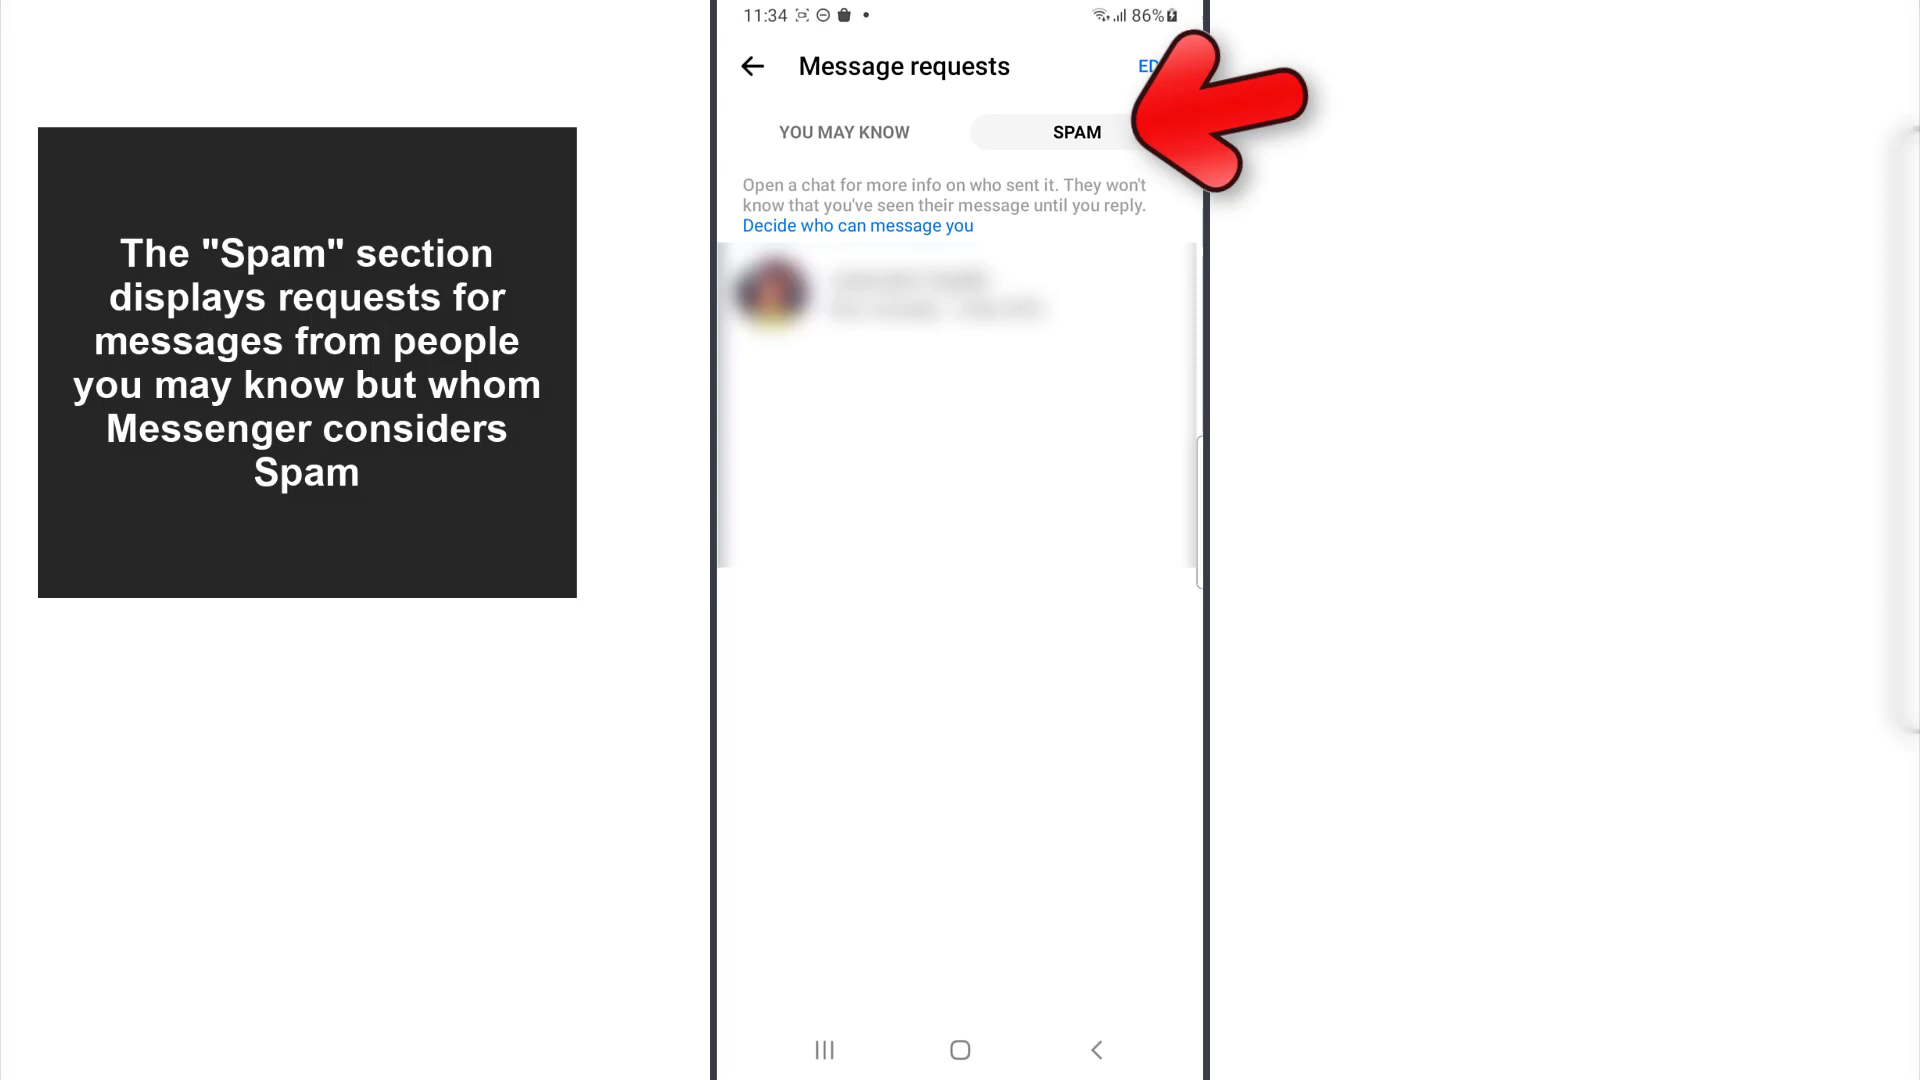 The "Spam" section
displays requests for
messages from people
you may know but whom
Messenger considers
Spam
11:34
86%
Message requests
YOU MAY KNOW
SPAM
Open a chat for more info on who sent it. They won't
know that you've seen their message until you reply.
Decide who can message you